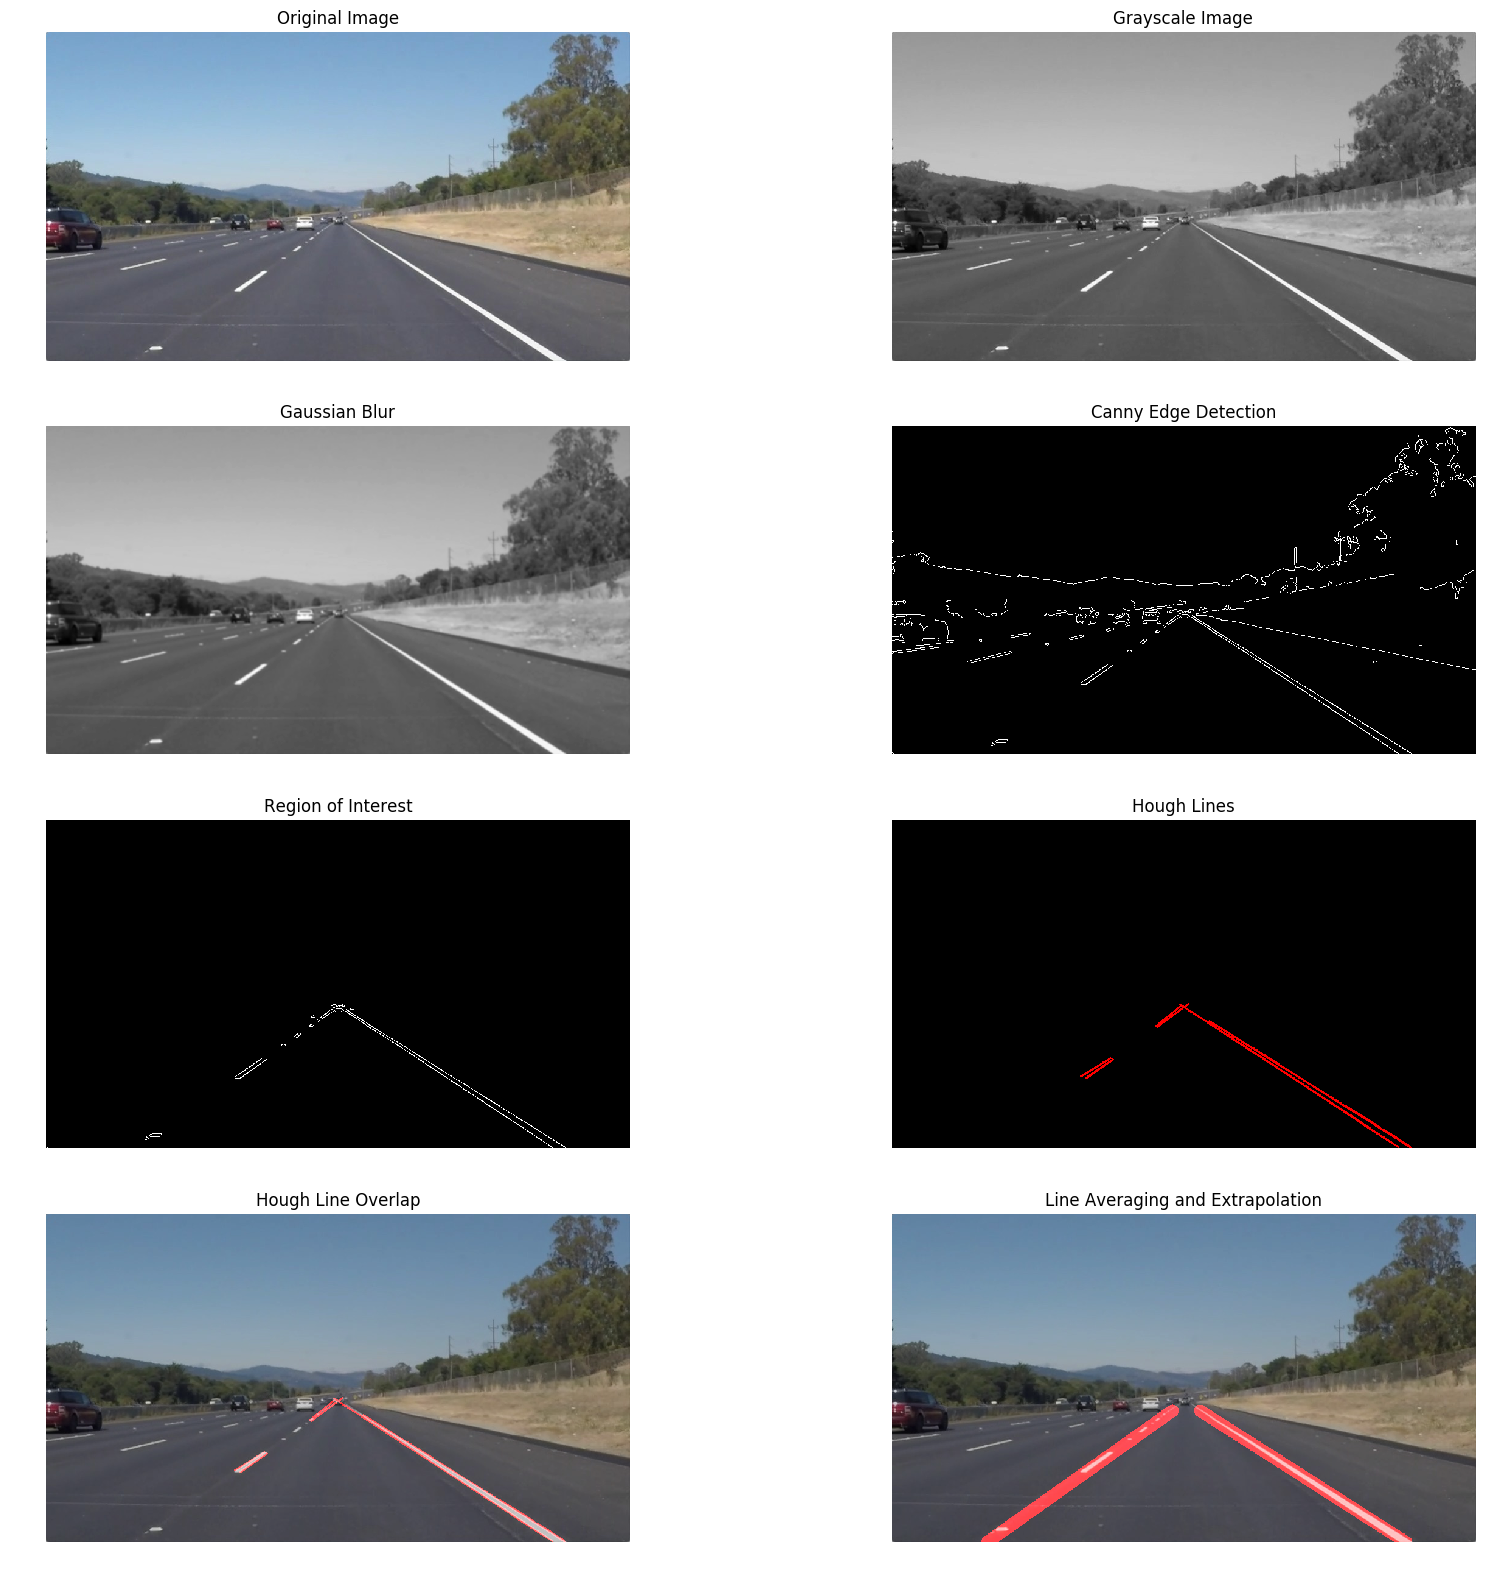 Original Image
Grayscale Image
Gaussian Blur
Canny Edge Detection
Region of Interest
Hough Lines
Hough Line Overlap
Line Averaging and Extrapolation